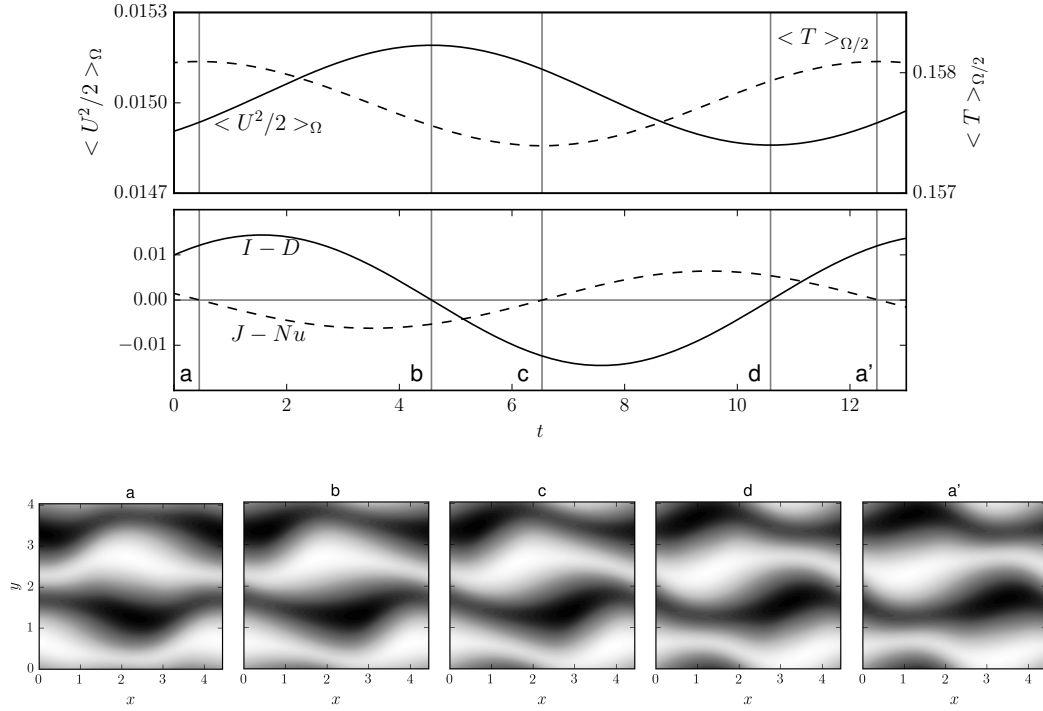 0.0153
0.0150
0.0147
< U²/2 >Ω
< T >Ω/2
< U²/2 >Ω
0.158
0.157
< T >Ω/2
0.01
0.00
−0.01
I − D
J − Nu
a b c d a'
0 2 4 6 8 10 12
t
a b c d a'
4
3
2
1
0
y
0 1 2 3 4 0 1 2 3 4 0 1 2 3 4 0 1 2 3 4 0 1 2 3 4
x x x x x